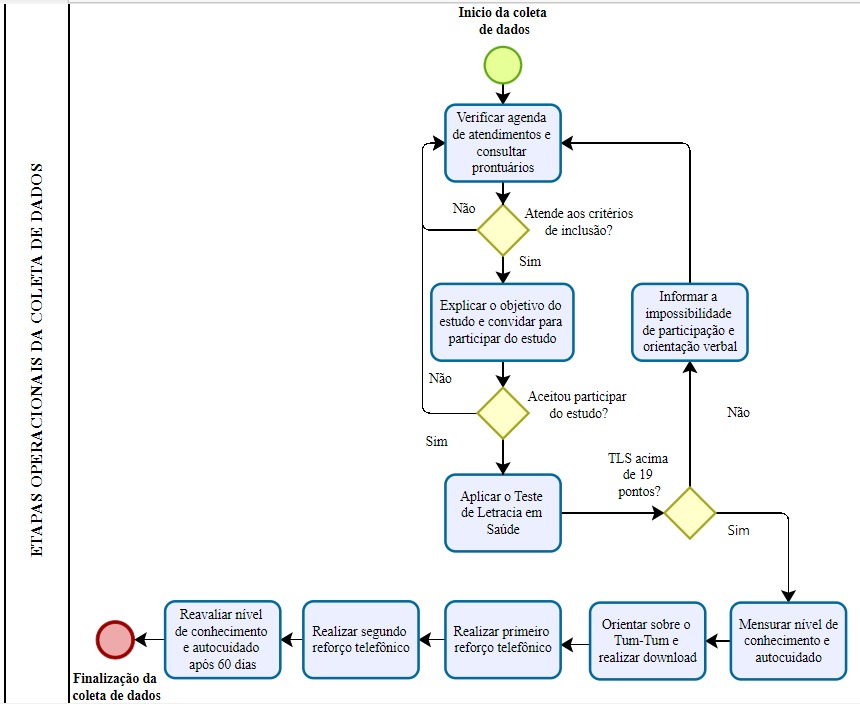 ETAPAS OPERACIONAIS DA COLETA DE DADOS
Inicio da coleta
de dados
Verificar agenda
de atendimentos e
consultar
prontuários
Não
Atende aos critérios
de inclusão?
Sim
Explicar o objetivo do
estudo e convidar para
participar do estudo
Informar a
impossibilidade
de participação e
orientação verbal
Não
Aceitou participar
do estudo?
Não
Sim
TLS acima
de 19
pontos?
Aplicar o Teste
de Letracia em
Saúde
Sim
Mensurar nível de
conhecimento e
autocuidado
Orientar sobre o
Tum-Tum e
realizar download
Realizar primeiro
reforço telefônico
Realizar segundo
reforço telefônico
Reavaliar nível
de conhecimento
e autocuidado
após 60 dias
Finalização da
coleta de dados